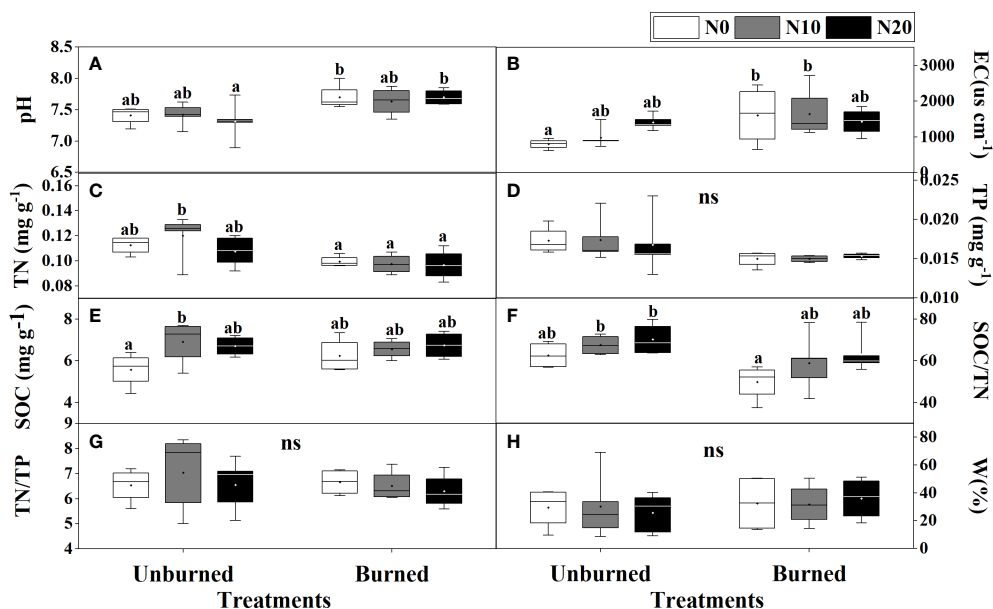 N0 N10 N20
A
pH
8.5
8.0
7.5
7.0
6.5
ab ab a b ab b
B
EC(us cm-1)
3000
2000
1000
0
a ab ab b b ab
C
TN (mg g-1)
0.16
0.14
0.12
0.10
0.08
ab b ab a a a
D
ns
TP (mg g-1)
0.025
0.020
0.015
0.010
E
SOC (mg g-1)
8
6
4
a b ab ab ab ab
F
SOC/TN
80
60
40
ab b b a ab ab
G
ns
TN/TP
9
8
7
6
5
4
H
ns
W(%)
80
60
40
20
0
Unburned Burned Unburned Burned
Treatments Treatments